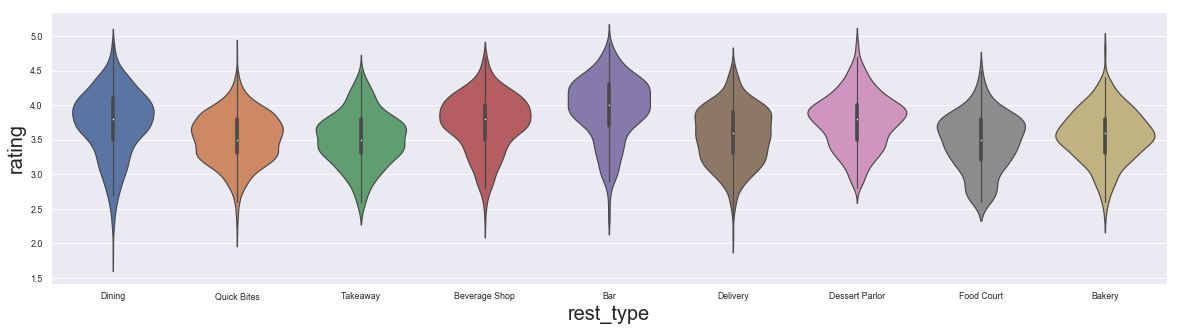 rating
5.0
4.5
4.0
3.5
3.0
2.5
2.0
1.5
Dining Quick Bites Takeaway Beverage Shop Bar Delivery Dessert Parlor Food Court Bakery
rest_type